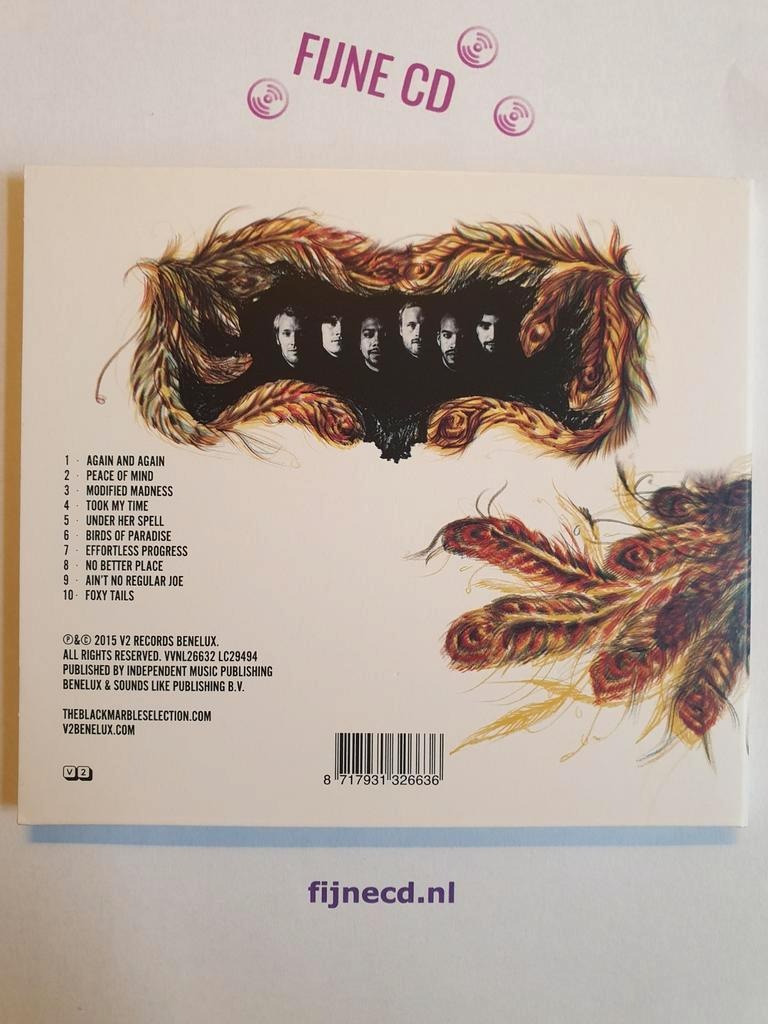 FIJNE CD
1 · AGAIN AND AGAIN
2 · PEACE OF MIND
3 · MODIFIED MADNESS
4 · TOOK MY TIME
5 · UNDER HER SPELL
6 · BIRDS OF PARADISE
7 · EFFORTLESS PROGRESS
8 · NO BETTER PLACE
9 · AIN'T NO REGULAR JOE
10 · FOXY TAILS
℗&© 2015 V2 RECORDS BENELUX.
ALL RIGHTS RESERVED. VVNL26632 LC29494
PUBLISHED BY INDEPENDENT MUSIC PUBLISHING
BENELUX & SOUNDS LIKE PUBLISHING B.V.
THEBLACKMARBLESELECTION.COM
V2BENELUX.COM
V 2
8 717931 326636
fijnecd.nl